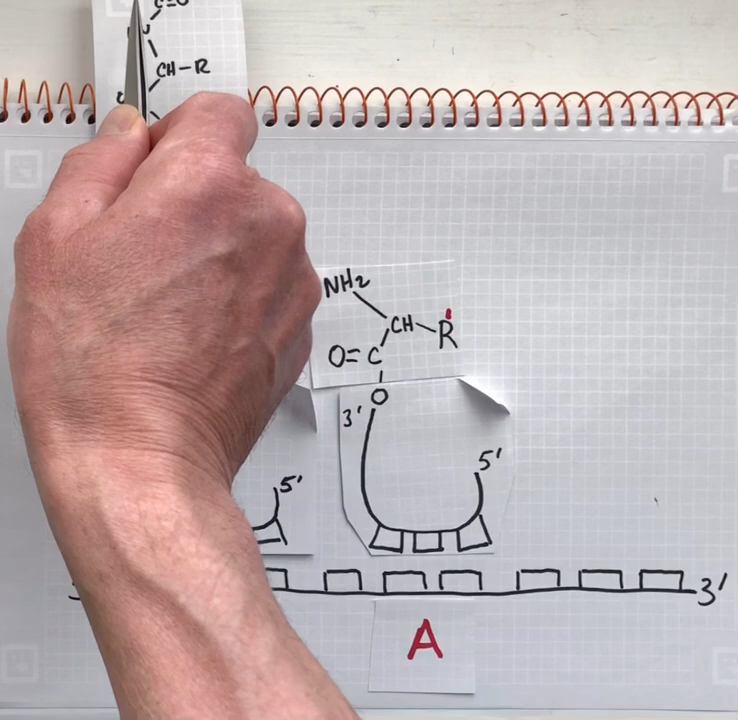 C=O
CH-R
NH2
CH-R'
O=C
O
3'
5'
5'
3'
A